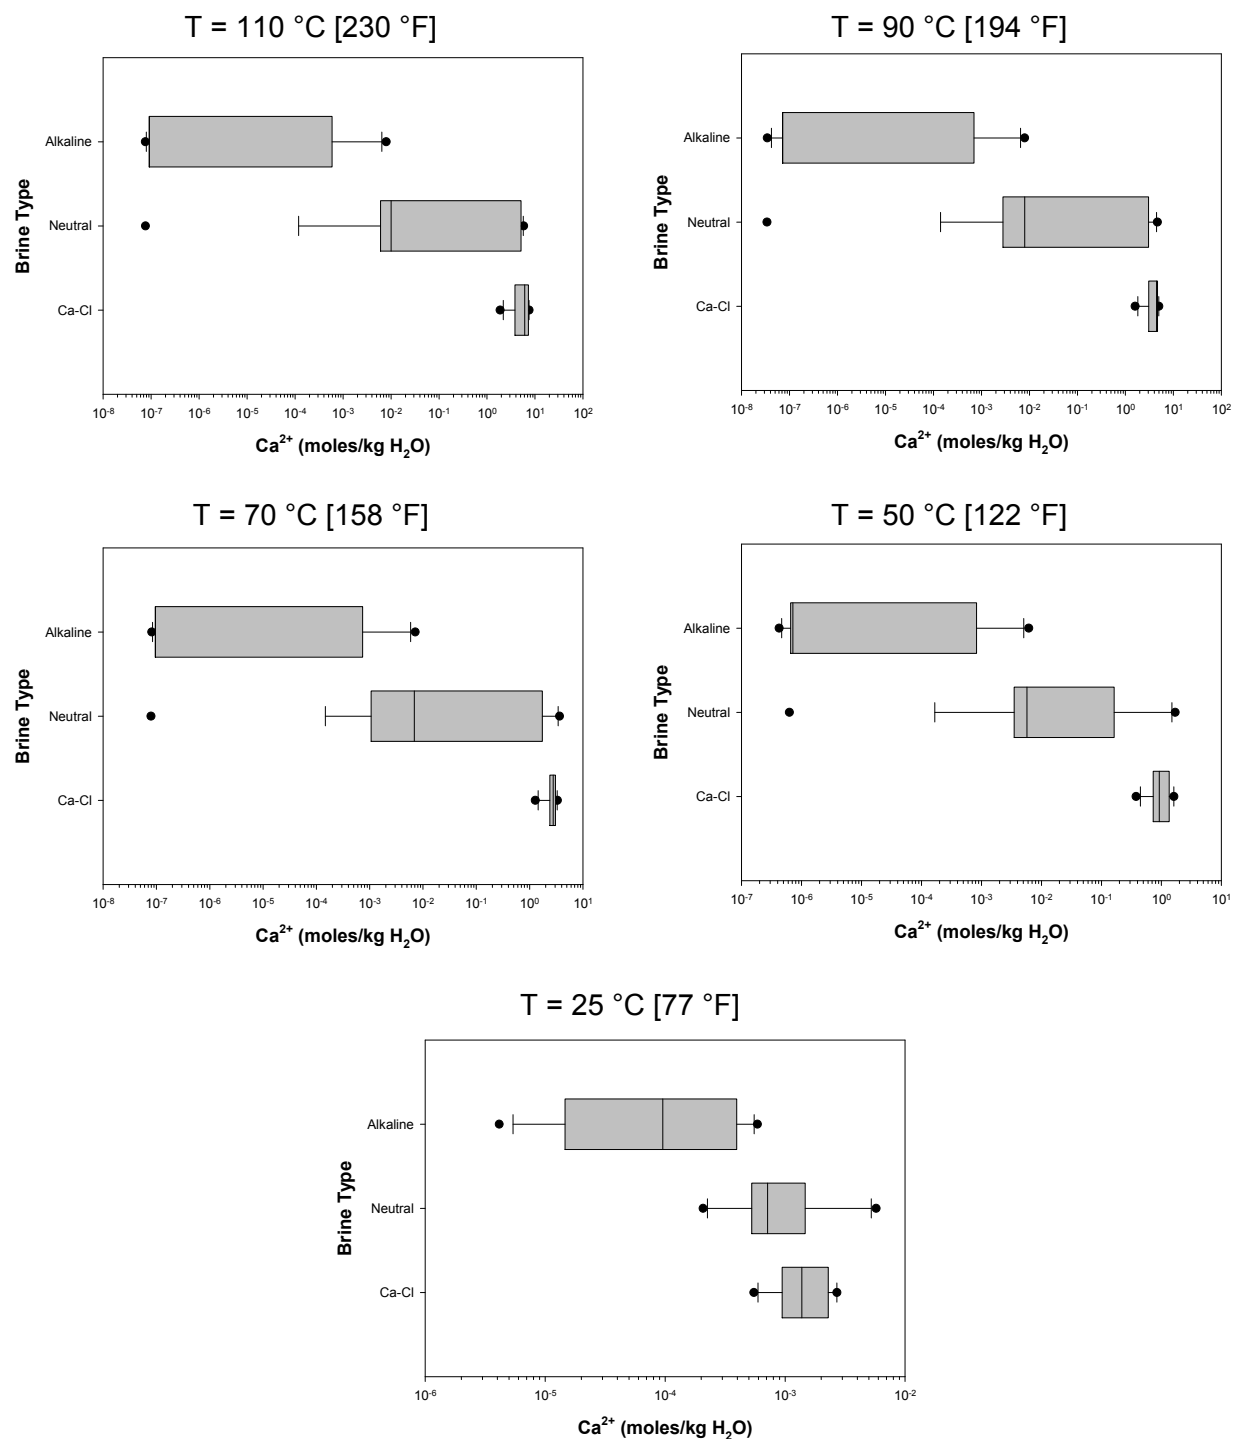 T = 110 °C [230 °F]
Alkaline
Neutral
Ca-Cl
Brine Type
10⁻⁸ 10⁻⁷ 10⁻⁶ 10⁻⁵ 10⁻⁴ 10⁻³ 10⁻² 10⁻¹ 10⁰ 10¹ 10²
Ca²⁺ (moles/kg H₂O)
T = 90 °C [194 °F]
Alkaline
Neutral
Ca-Cl
Brine Type
10⁻⁸ 10⁻⁷ 10⁻⁶ 10⁻⁵ 10⁻⁴ 10⁻³ 10⁻² 10⁻¹ 10⁰ 10¹ 10²
Ca²⁺ (moles/kg H₂O)
T = 70 °C [158 °F]
Alkaline
Neutral
Ca-Cl
Brine Type
10⁻⁸ 10⁻⁷ 10⁻⁶ 10⁻⁵ 10⁻⁴ 10⁻³ 10⁻² 10⁻¹ 10⁰ 10¹
Ca²⁺ (moles/kg H₂O)
T = 50 °C [122 °F]
Alkaline
Neutral
Ca-Cl
Brine Type
10⁻⁷ 10⁻⁶ 10⁻⁵ 10⁻⁴ 10⁻³ 10⁻² 10⁻¹ 10⁰ 10¹
Ca²⁺ (moles/kg H₂O)
T = 25 °C [77 °F]
Alkaline
Neutral
Ca-Cl
Brine Type
10⁻⁶ 10⁻⁵ 10⁻⁴ 10⁻³ 10⁻²
Ca²⁺ (moles/kg H₂O)